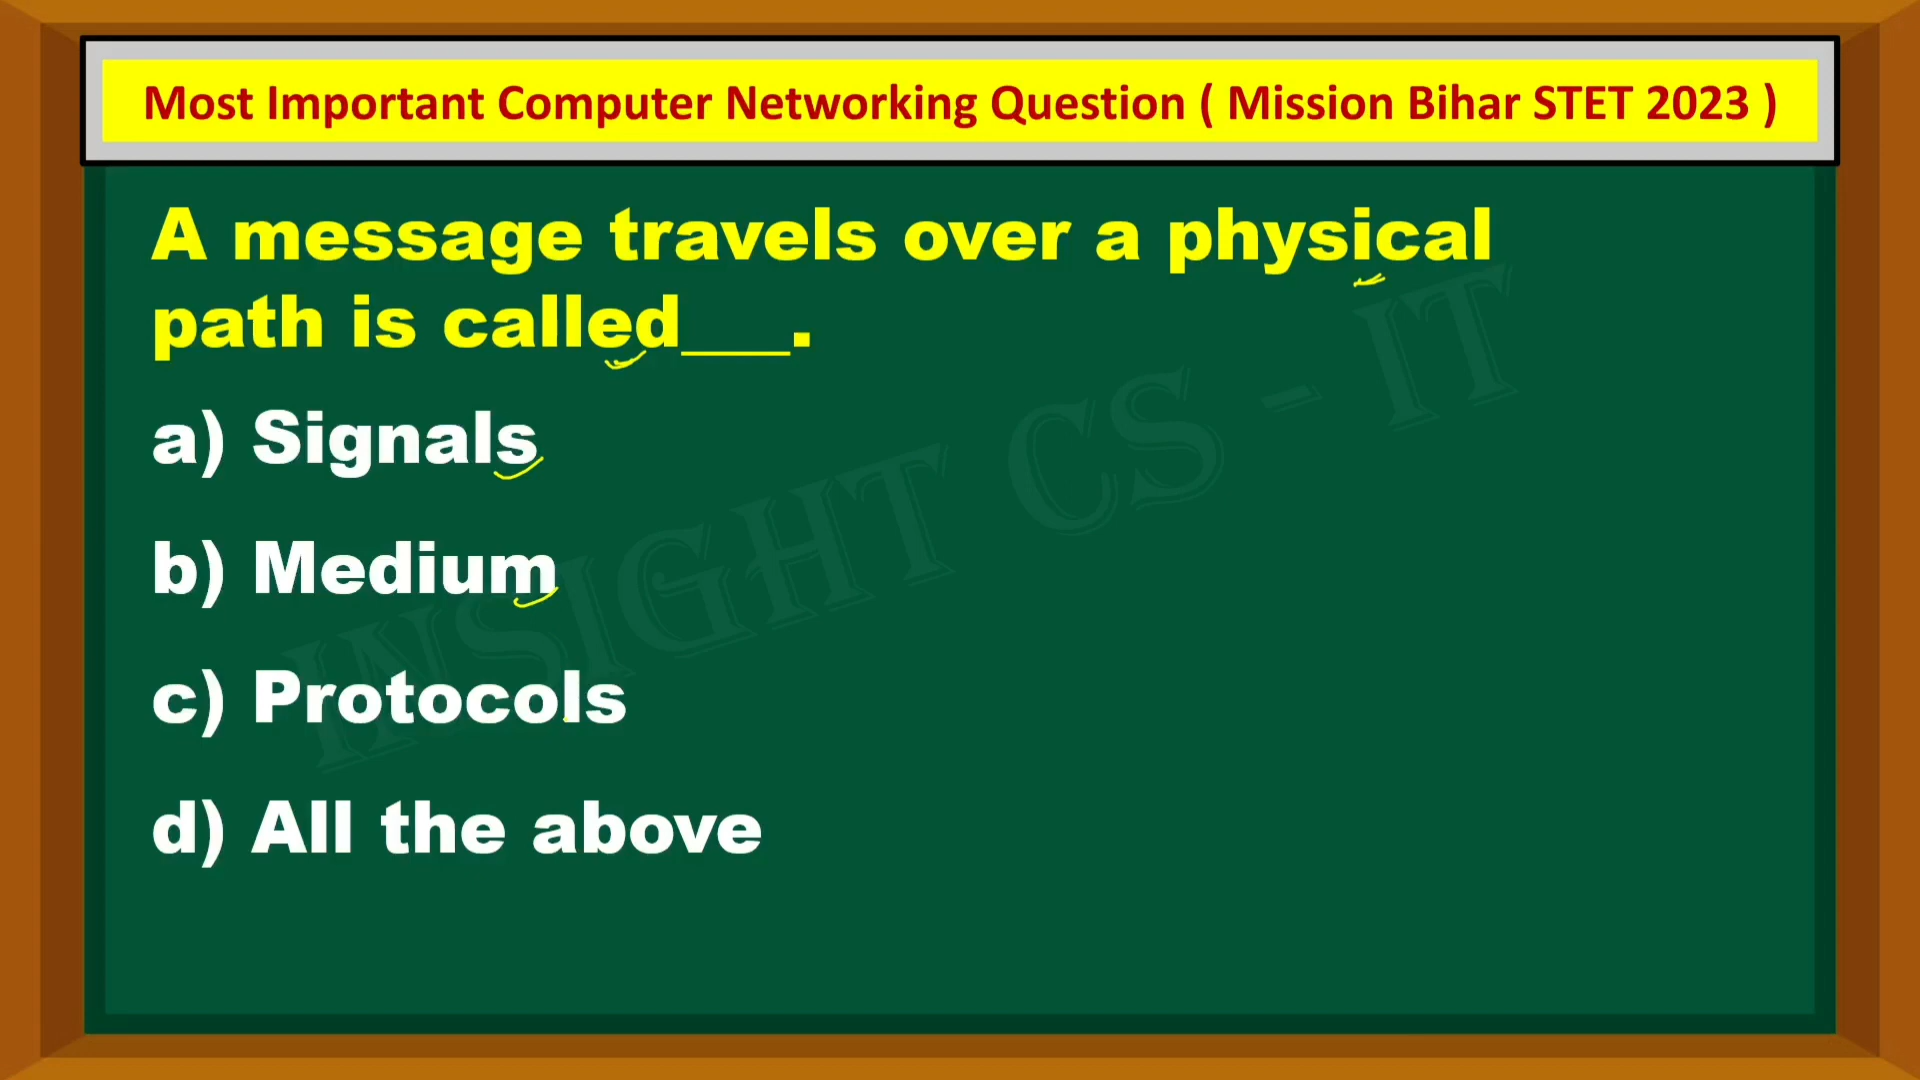 Most Important Computer Networking Question ( Mission Bihar STET 2023 )
A message travels over a physical
path is called___.
a) Signals
b) Medium
c) Protocols
d) All the above
INSIGHT CS - IT